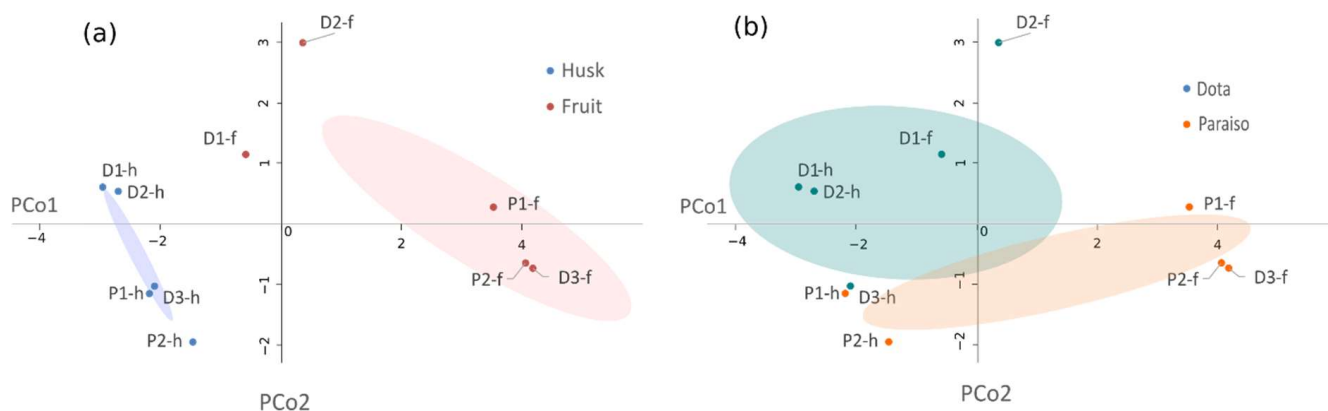 (a)
D2-f
3
Husk
Fruit
2
D1-f
1
D1-h
D2-h
PCo1
P1-f
−4
−2
0
2
4
P2-f
D3-f
−1
P1-h
D3-h
P2-h
−2
PCo2
(b)
D2-f
3
Dota
Paraiso
2
D1-f
1
D1-h
D2-h
PCo1
P1-f
−4
−2
0
2
4
P2-f
D3-f
−1
P1-h
D3-h
P2-h
−2
PCo2